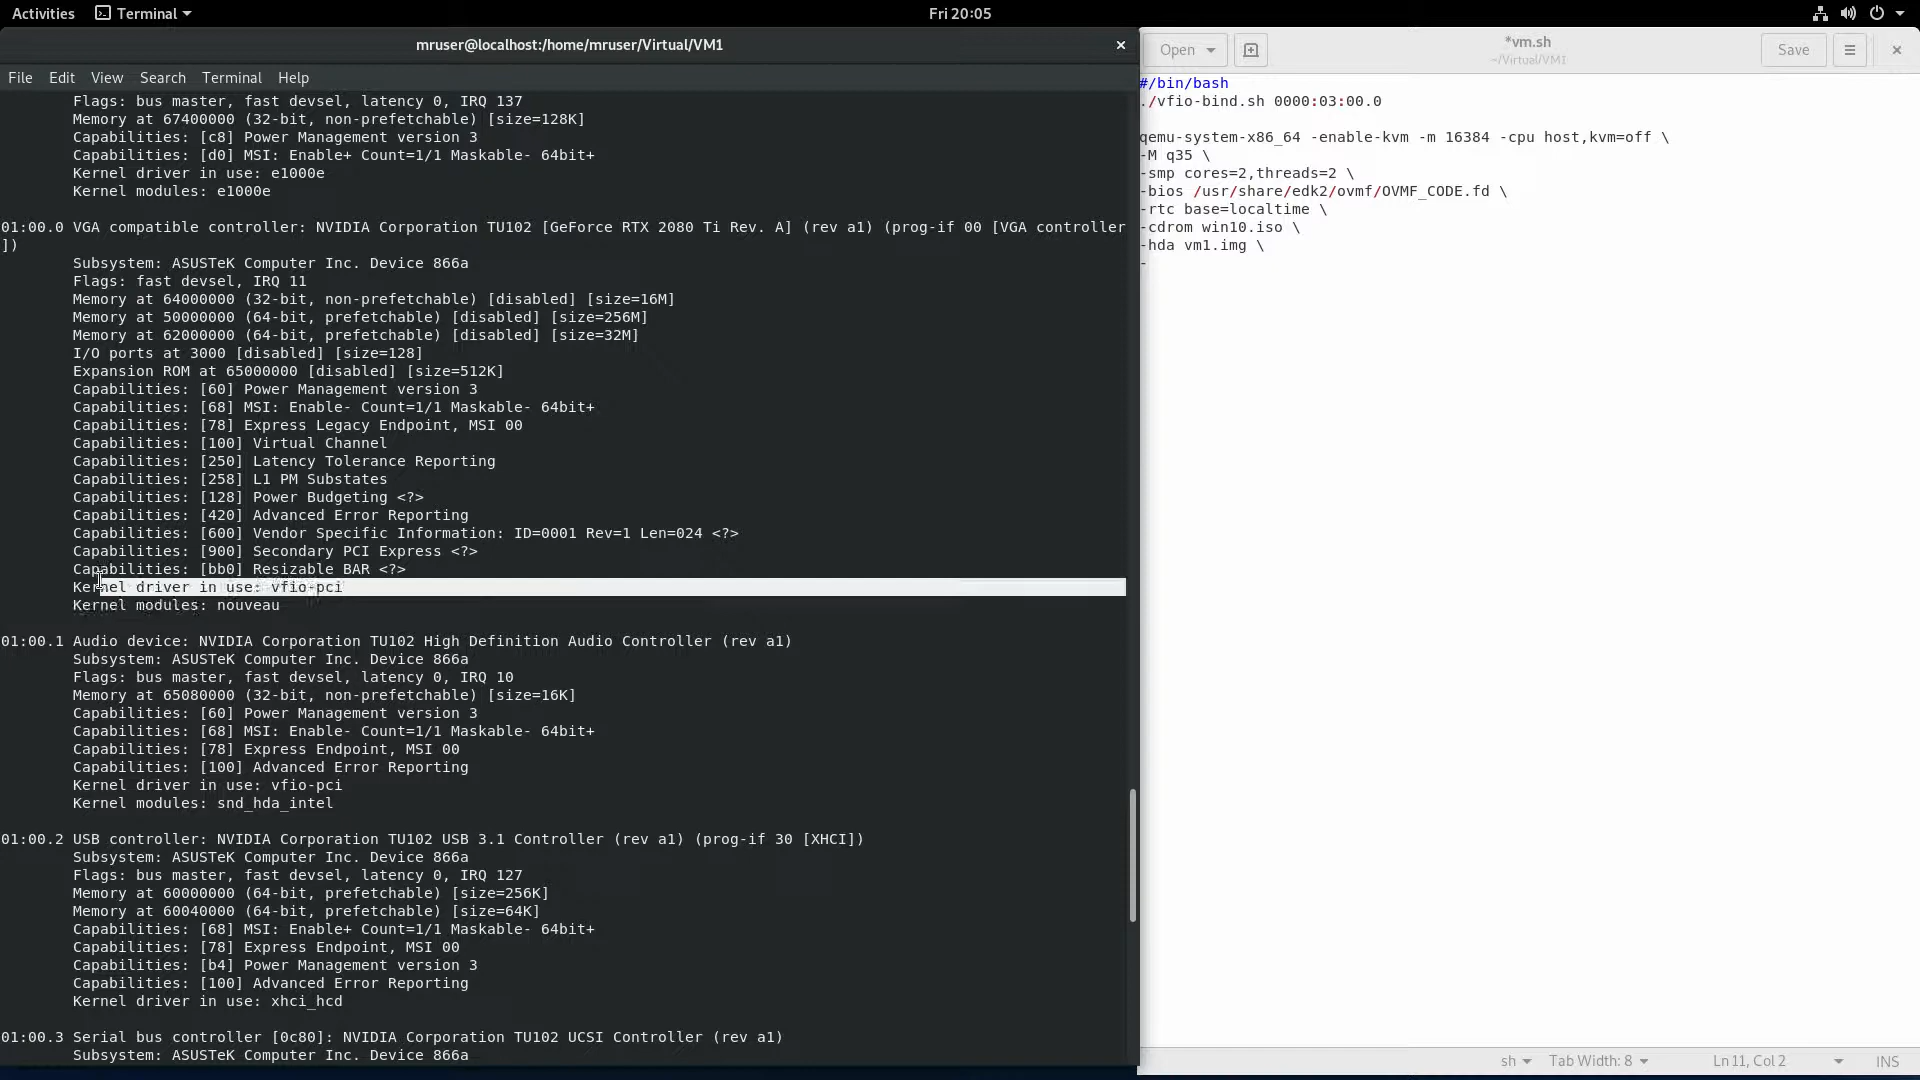 Activities Terminal Fri 20:05
mruser@localhost:/home/mruser/Virtual/VM1
File Edit View Search Terminal Help
Flags: bus master, fast devsel, latency 0, IRQ 137
Memory at 67400000 (32-bit, non-prefetchable) [size=128K]
Capabilities: [c8] Power Management version 3
Capabilities: [d0] MSI: Enable+ Count=1/1 Maskable- 64bit+
Kernel driver in use: e1000e
Kernel modules: e1000e
01:00.0 VGA compatible controller: NVIDIA Corporation TU102 [GeForce RTX 2080 Ti Rev. A] (rev a1) (prog-if 00 [VGA controller
])
Subsystem: ASUSTeK Computer Inc. Device 866a
Flags: fast devsel, IRQ 11
Memory at 64000000 (32-bit, non-prefetchable) [disabled] [size=16M]
Memory at 50000000 (64-bit, prefetchable) [disabled] [size=256M]
Memory at 62000000 (64-bit, prefetchable) [disabled] [size=32M]
I/O ports at 3000 [disabled] [size=128]
Expansion ROM at 65000000 [disabled] [size=512K]
Capabilities: [60] Power Management version 3
Capabilities: [68] MSI: Enable- Count=1/1 Maskable- 64bit+
Capabilities: [78] Express Legacy Endpoint, MSI 00
Capabilities: [100] Virtual Channel
Capabilities: [250] Latency Tolerance Reporting
Capabilities: [258] L1 PM Substates
Capabilities: [128] Power Budgeting <?>
Capabilities: [420] Advanced Error Reporting
Capabilities: [600] Vendor Specific Information: ID=0001 Rev=1 Len=024 <?>
Capabilities: [900] Secondary PCI Express <?>
Capabilities: [bb0] Resizable BAR <?>
Kernel driver in use: vfio-pci
Kernel modules: nouveau
01:00.1 Audio device: NVIDIA Corporation TU102 High Definition Audio Controller (rev a1)
Subsystem: ASUSTeK Computer Inc. Device 866a
Flags: bus master, fast devsel, latency 0, IRQ 10
Memory at 65080000 (32-bit, non-prefetchable) [size=16K]
Capabilities: [60] Power Management version 3
Capabilities: [68] MSI: Enable- Count=1/1 Maskable- 64bit+
Capabilities: [78] Express Endpoint, MSI 00
Capabilities: [100] Advanced Error Reporting
Kernel driver in use: vfio-pci
Kernel modules: snd_hda_intel
01:00.2 USB controller: NVIDIA Corporation TU102 USB 3.1 Controller (rev a1) (prog-if 30 [XHCI])
Subsystem: ASUSTeK Computer Inc. Device 866a
Flags: bus master, fast devsel, latency 0, IRQ 127
Memory at 60000000 (64-bit, prefetchable) [size=256K]
Memory at 60040000 (64-bit, prefetchable) [size=64K]
Capabilities: [68] MSI: Enable+ Count=1/1 Maskable- 64bit+
Capabilities: [78] Express Endpoint, MSI 00
Capabilities: [b4] Power Management version 3
Capabilities: [100] Advanced Error Reporting
Kernel driver in use: xhci_hcd
01:00.3 Serial bus controller [0c80]: NVIDIA Corporation TU102 UCSI Controller (rev a1)
Subsystem: ASUSTeK Computer Inc. Device 866a
Open *vm.sh Save
~/Virtual/VM1
#/bin/bash
./vfio-bind.sh 0000:03:00.0
qemu-system-x86_64 -enable-kvm -m 16384 -cpu host,kvm=off \
-M q35 \
-smp cores=2,threads=2 \
-bios /usr/share/edk2/ovmf/OVMF_CODE.fd \
-rtc base=localtime \
-cdrom win10.iso \
-hda vm1.img \
-
sh Tab Width: 8 Ln 11, Col 2 INS